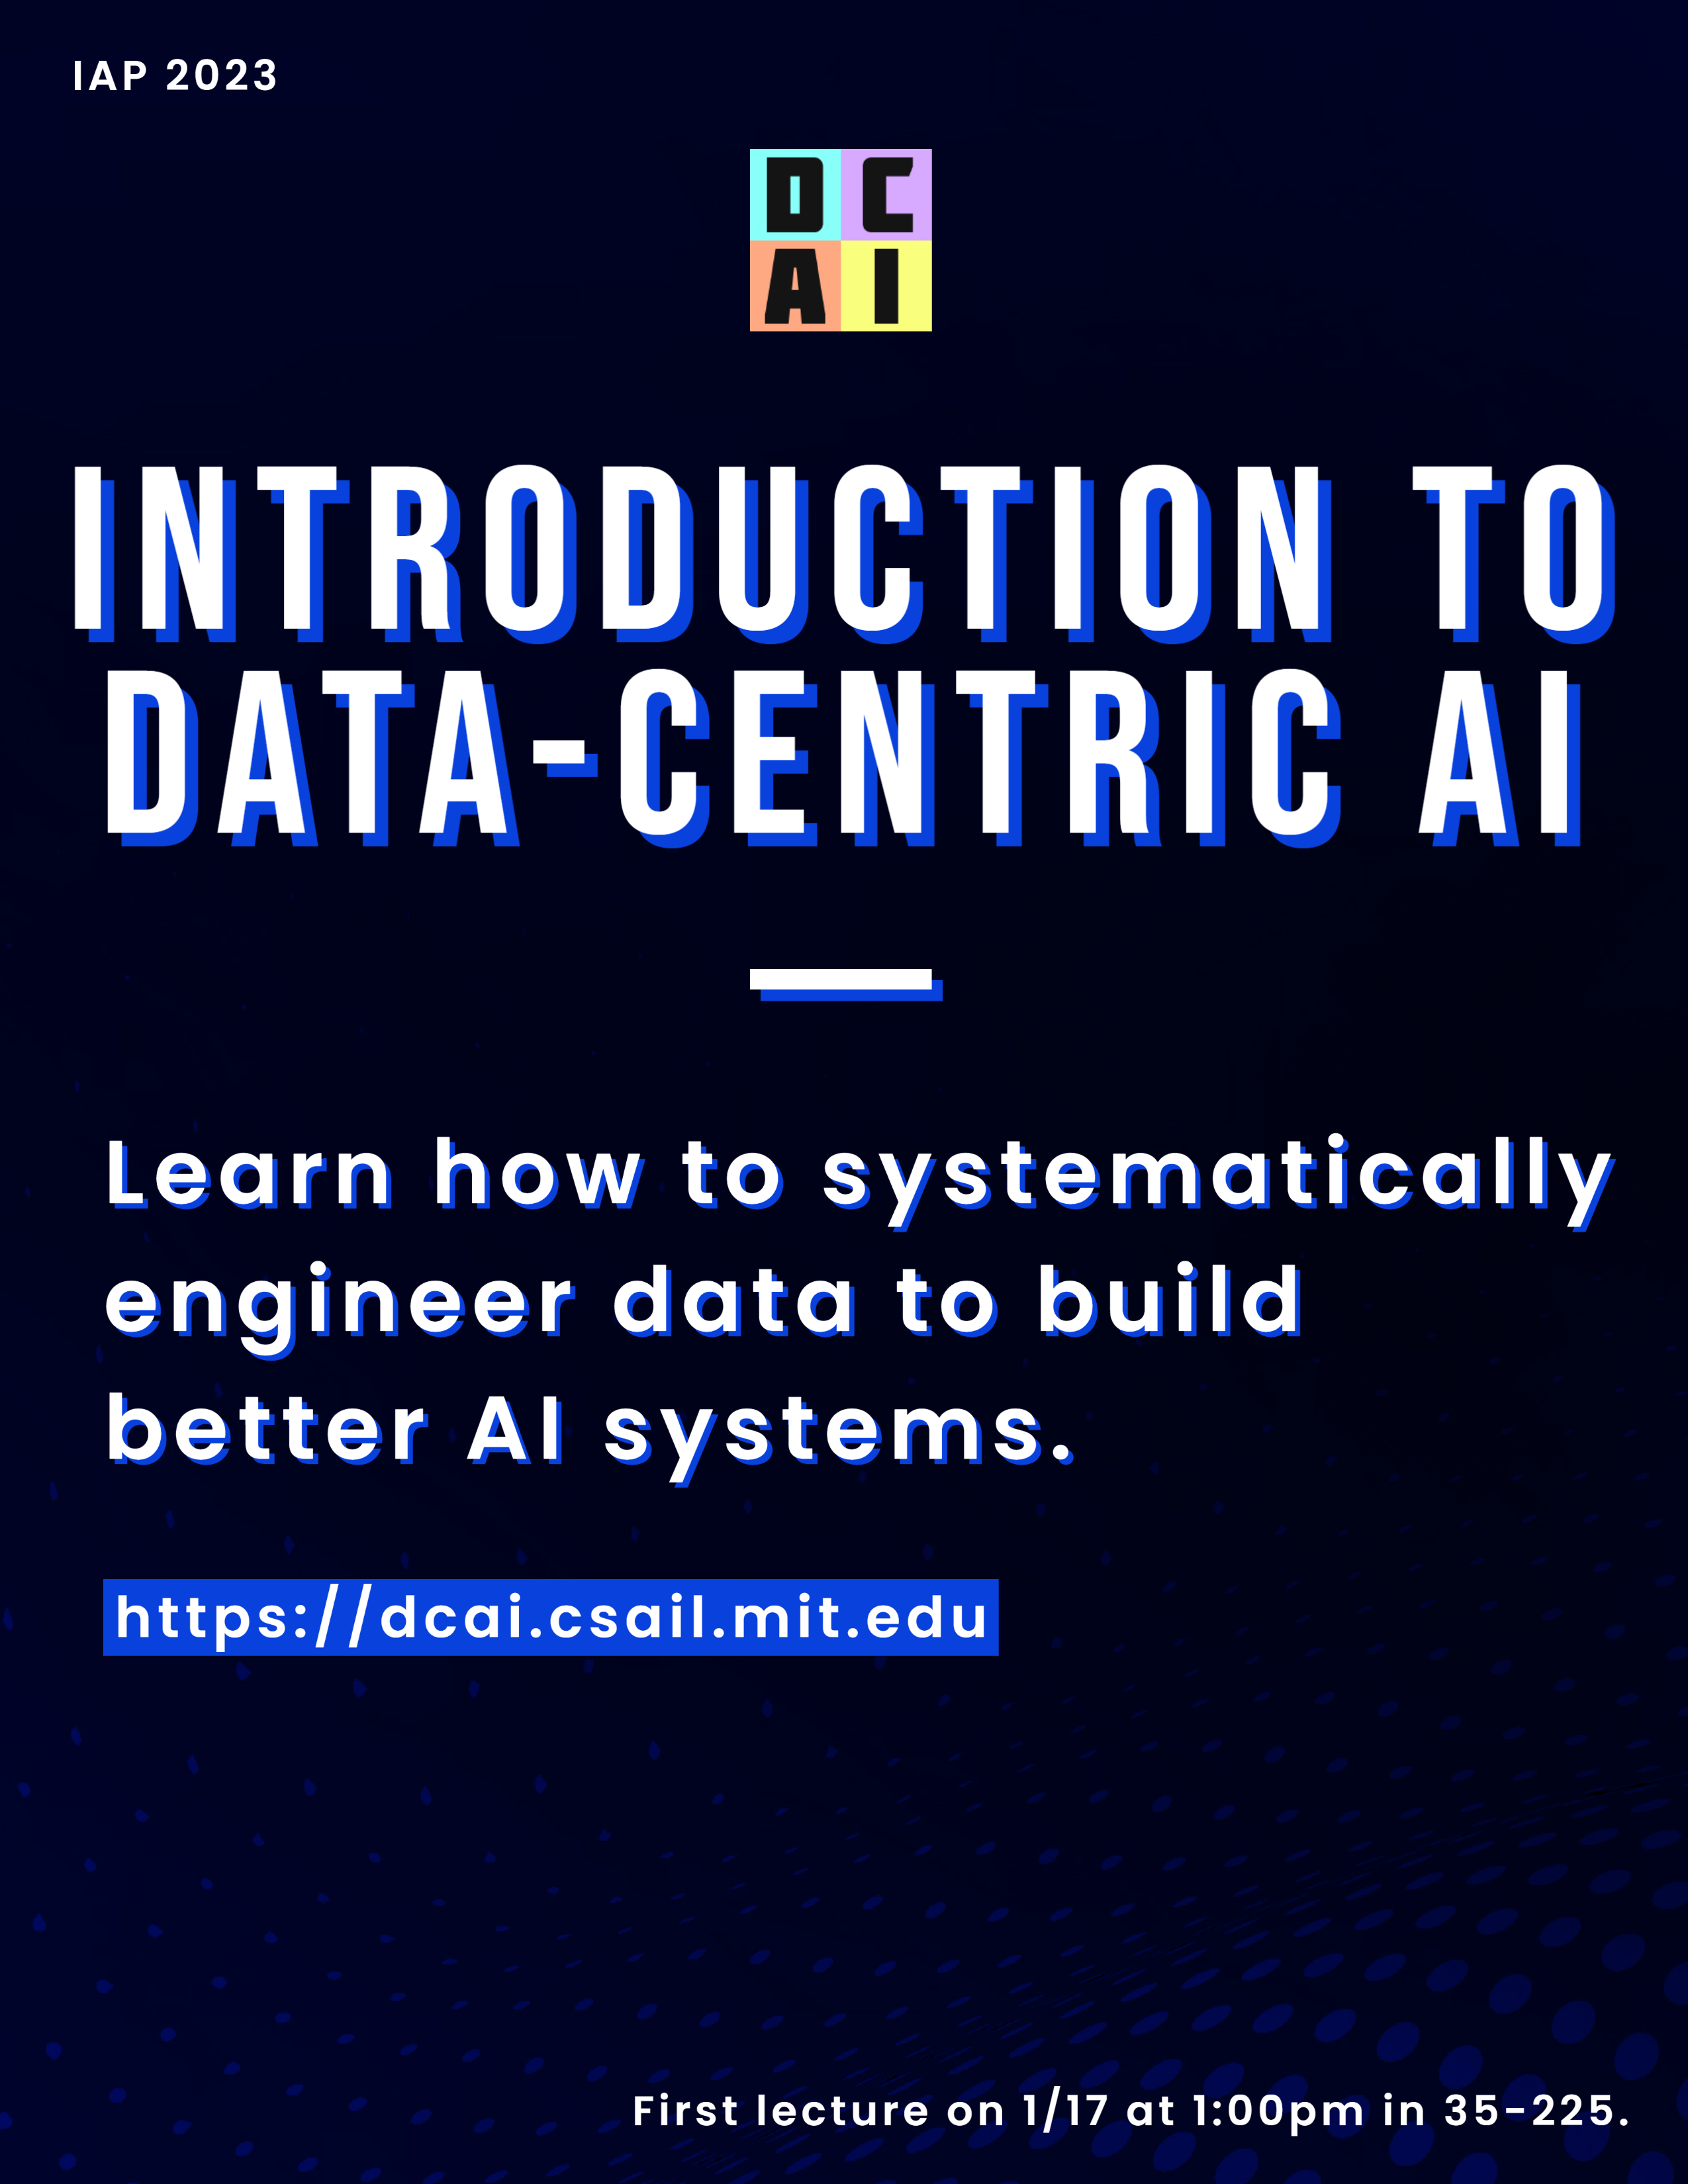 IAP 2023
DC
AI
INTRODUCTION TO
DATA-CENTRIC AI
Learn how to systematically
engineer data to build
better AI systems.
https://dcai.csail.mit.edu
First lecture on 1/17 at 1:00pm in 35-225.